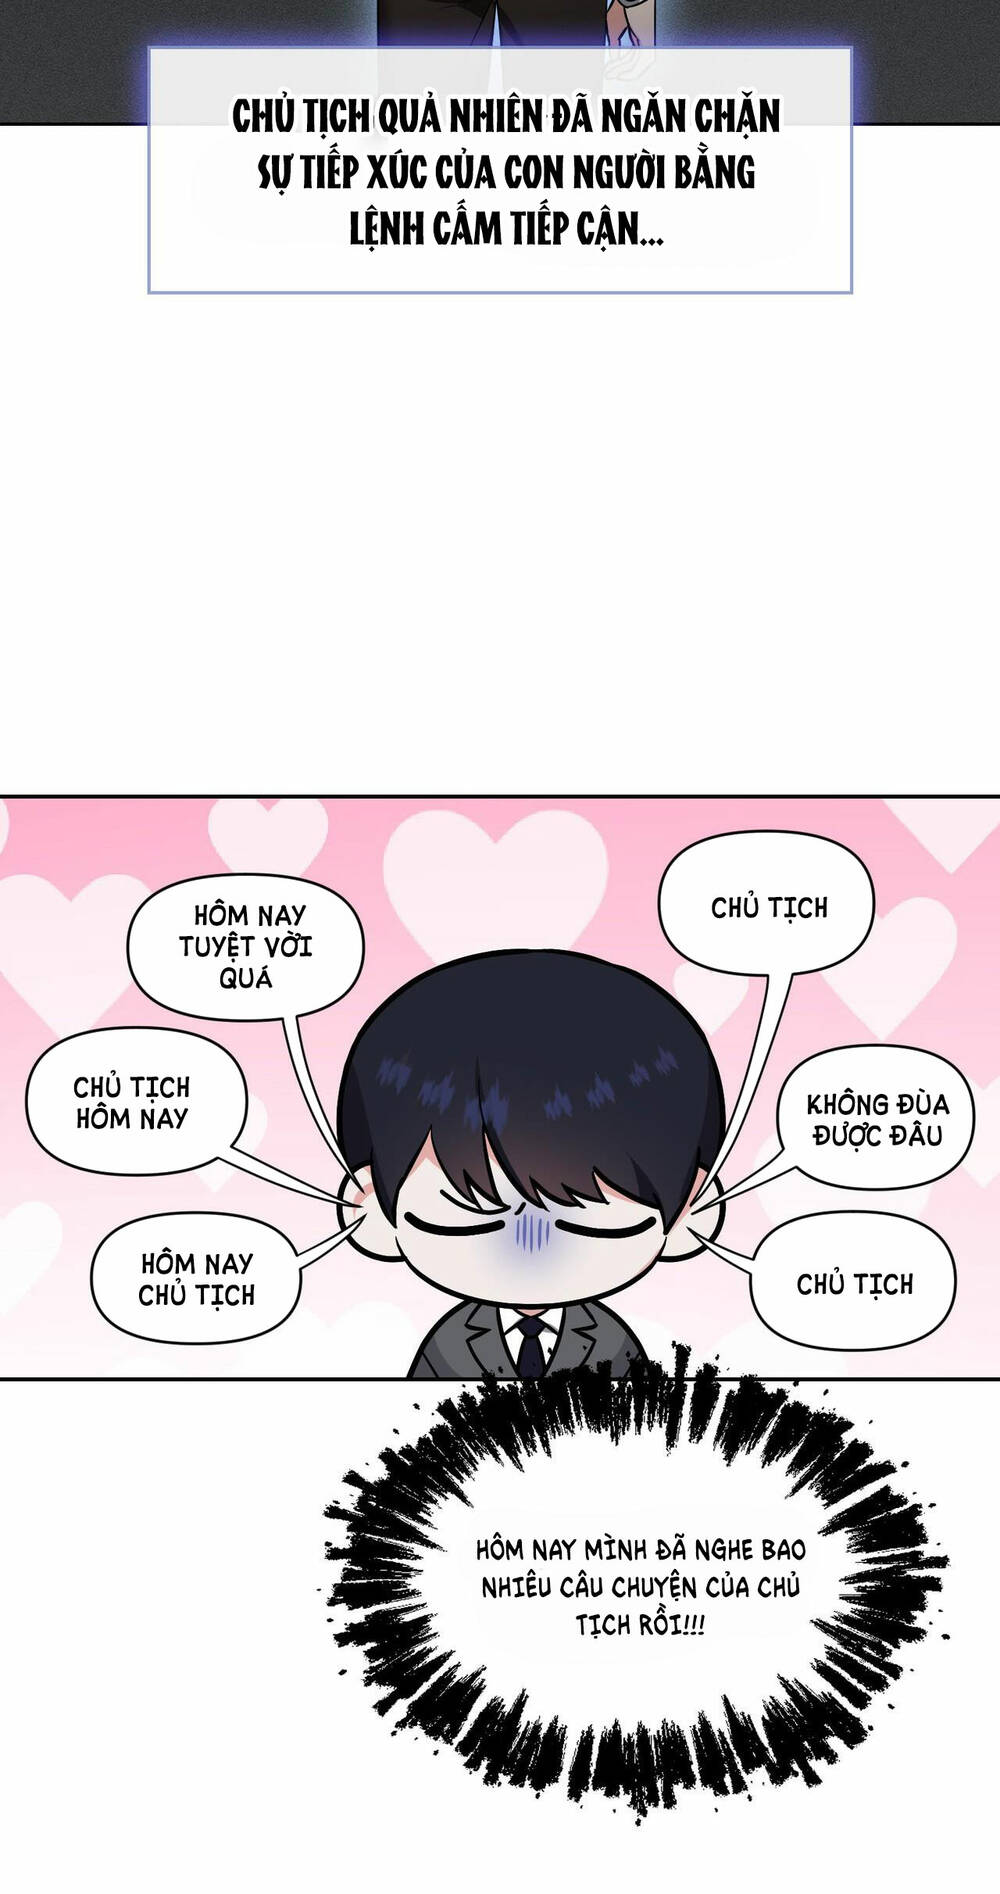 CHỦ TỊCH QUẢ NHIÊN ĐÃ NGĂN CHẶN
SỰ TIẾP XÚC CỦA CON NGƯỜI BẰNG
LỆNH CẤM TIẾP CẬN...
HÔM NAY
TUYỆT VỜI
QUÁ
CHỦ TỊCH
CHỦ TỊCH
HÔM NAY
KHÔNG ĐÙA
ĐƯỢC ĐÂU
HÔM NAY
CHỦ TỊCH
CHỦ TỊCH
HÔM NAY MÌNH ĐÃ NGHE BAO
NHIÊU CÂU CHUYỆN CỦA CHỦ
TỊCH RỒI!!!